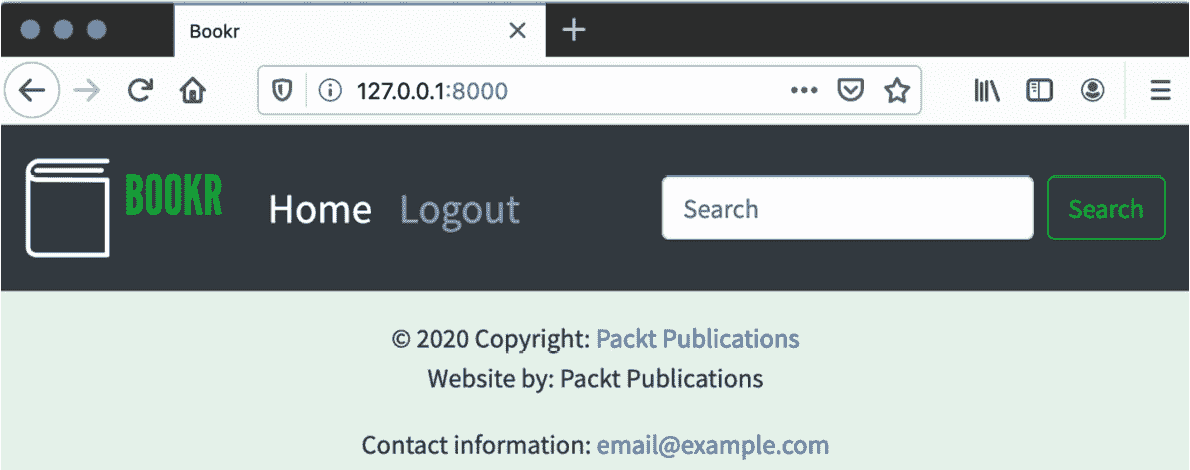 Bookr
127.0.0.1:8000
BOOKR Home Logout Search Search
© 2020 Copyright: Packt Publications
Website by: Packt Publications
Contact information: email@example.com